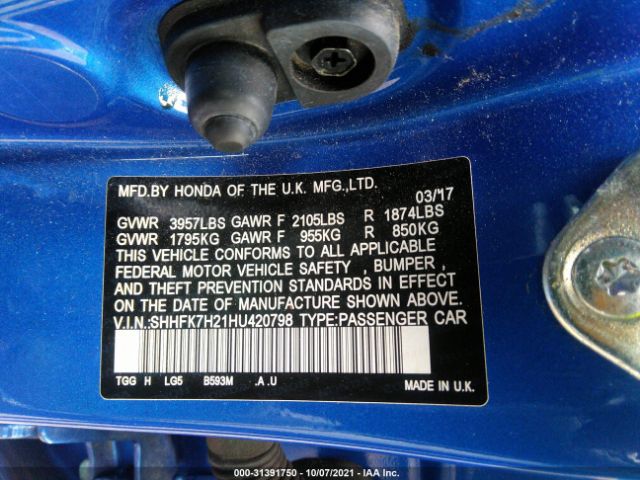 MFD.BY HONDA OF THE U.K. MFG.,LTD.
03/17
GVWR 3957LBS GAWR F 2105LBS R 1874LBS
GVWR 1795KG GAWR F 955KG R 850KG
THIS VEHICLE CONFORMS TO ALL APPLICABLE
FEDERAL MOTOR VEHICLE SAFETY , BUMPER ,
AND THEFT PREVENTION STANDARDS IN EFFECT
ON THE DATE OF MANUFACTURE SHOWN ABOVE.
V.I.N.:SHHFK7H21HU420798 TYPE:PASSENGER CAR
TGG H LG5 B593M .A .U MADE IN U.K.
000-31391750 - 10/07/2021 - IAA Inc.